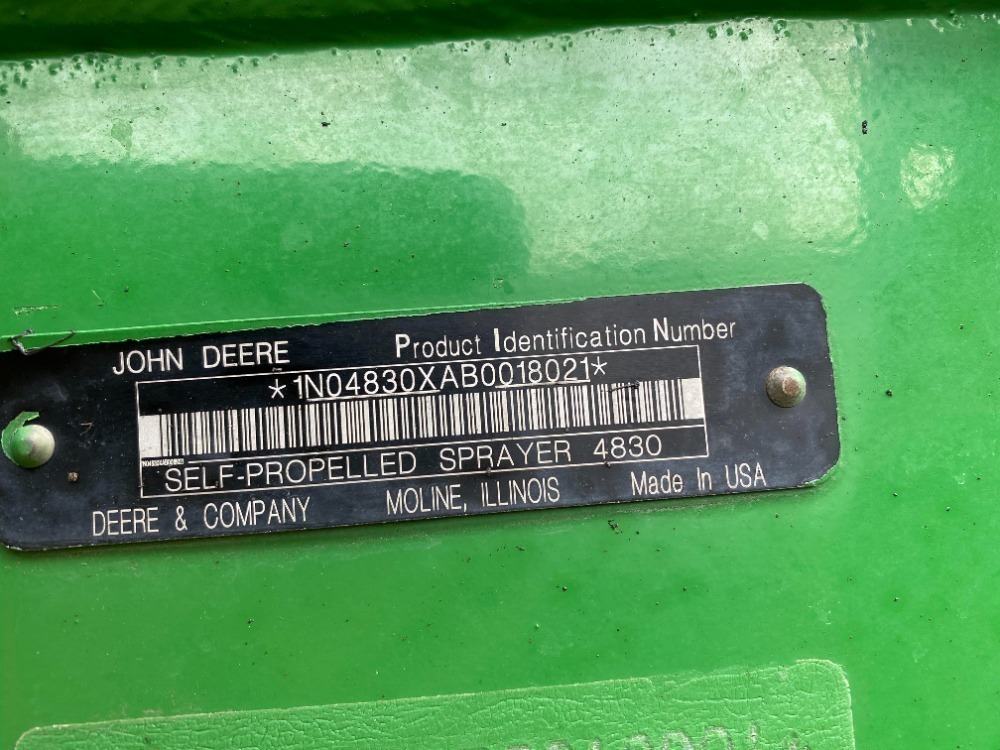 JOHN DEERE Product Identification Number
*1N04830XAB0018021*
SELF-PROPELLED SPRAYER 4830
DEERE & COMPANY MOLINE, ILLINOIS Made In USA